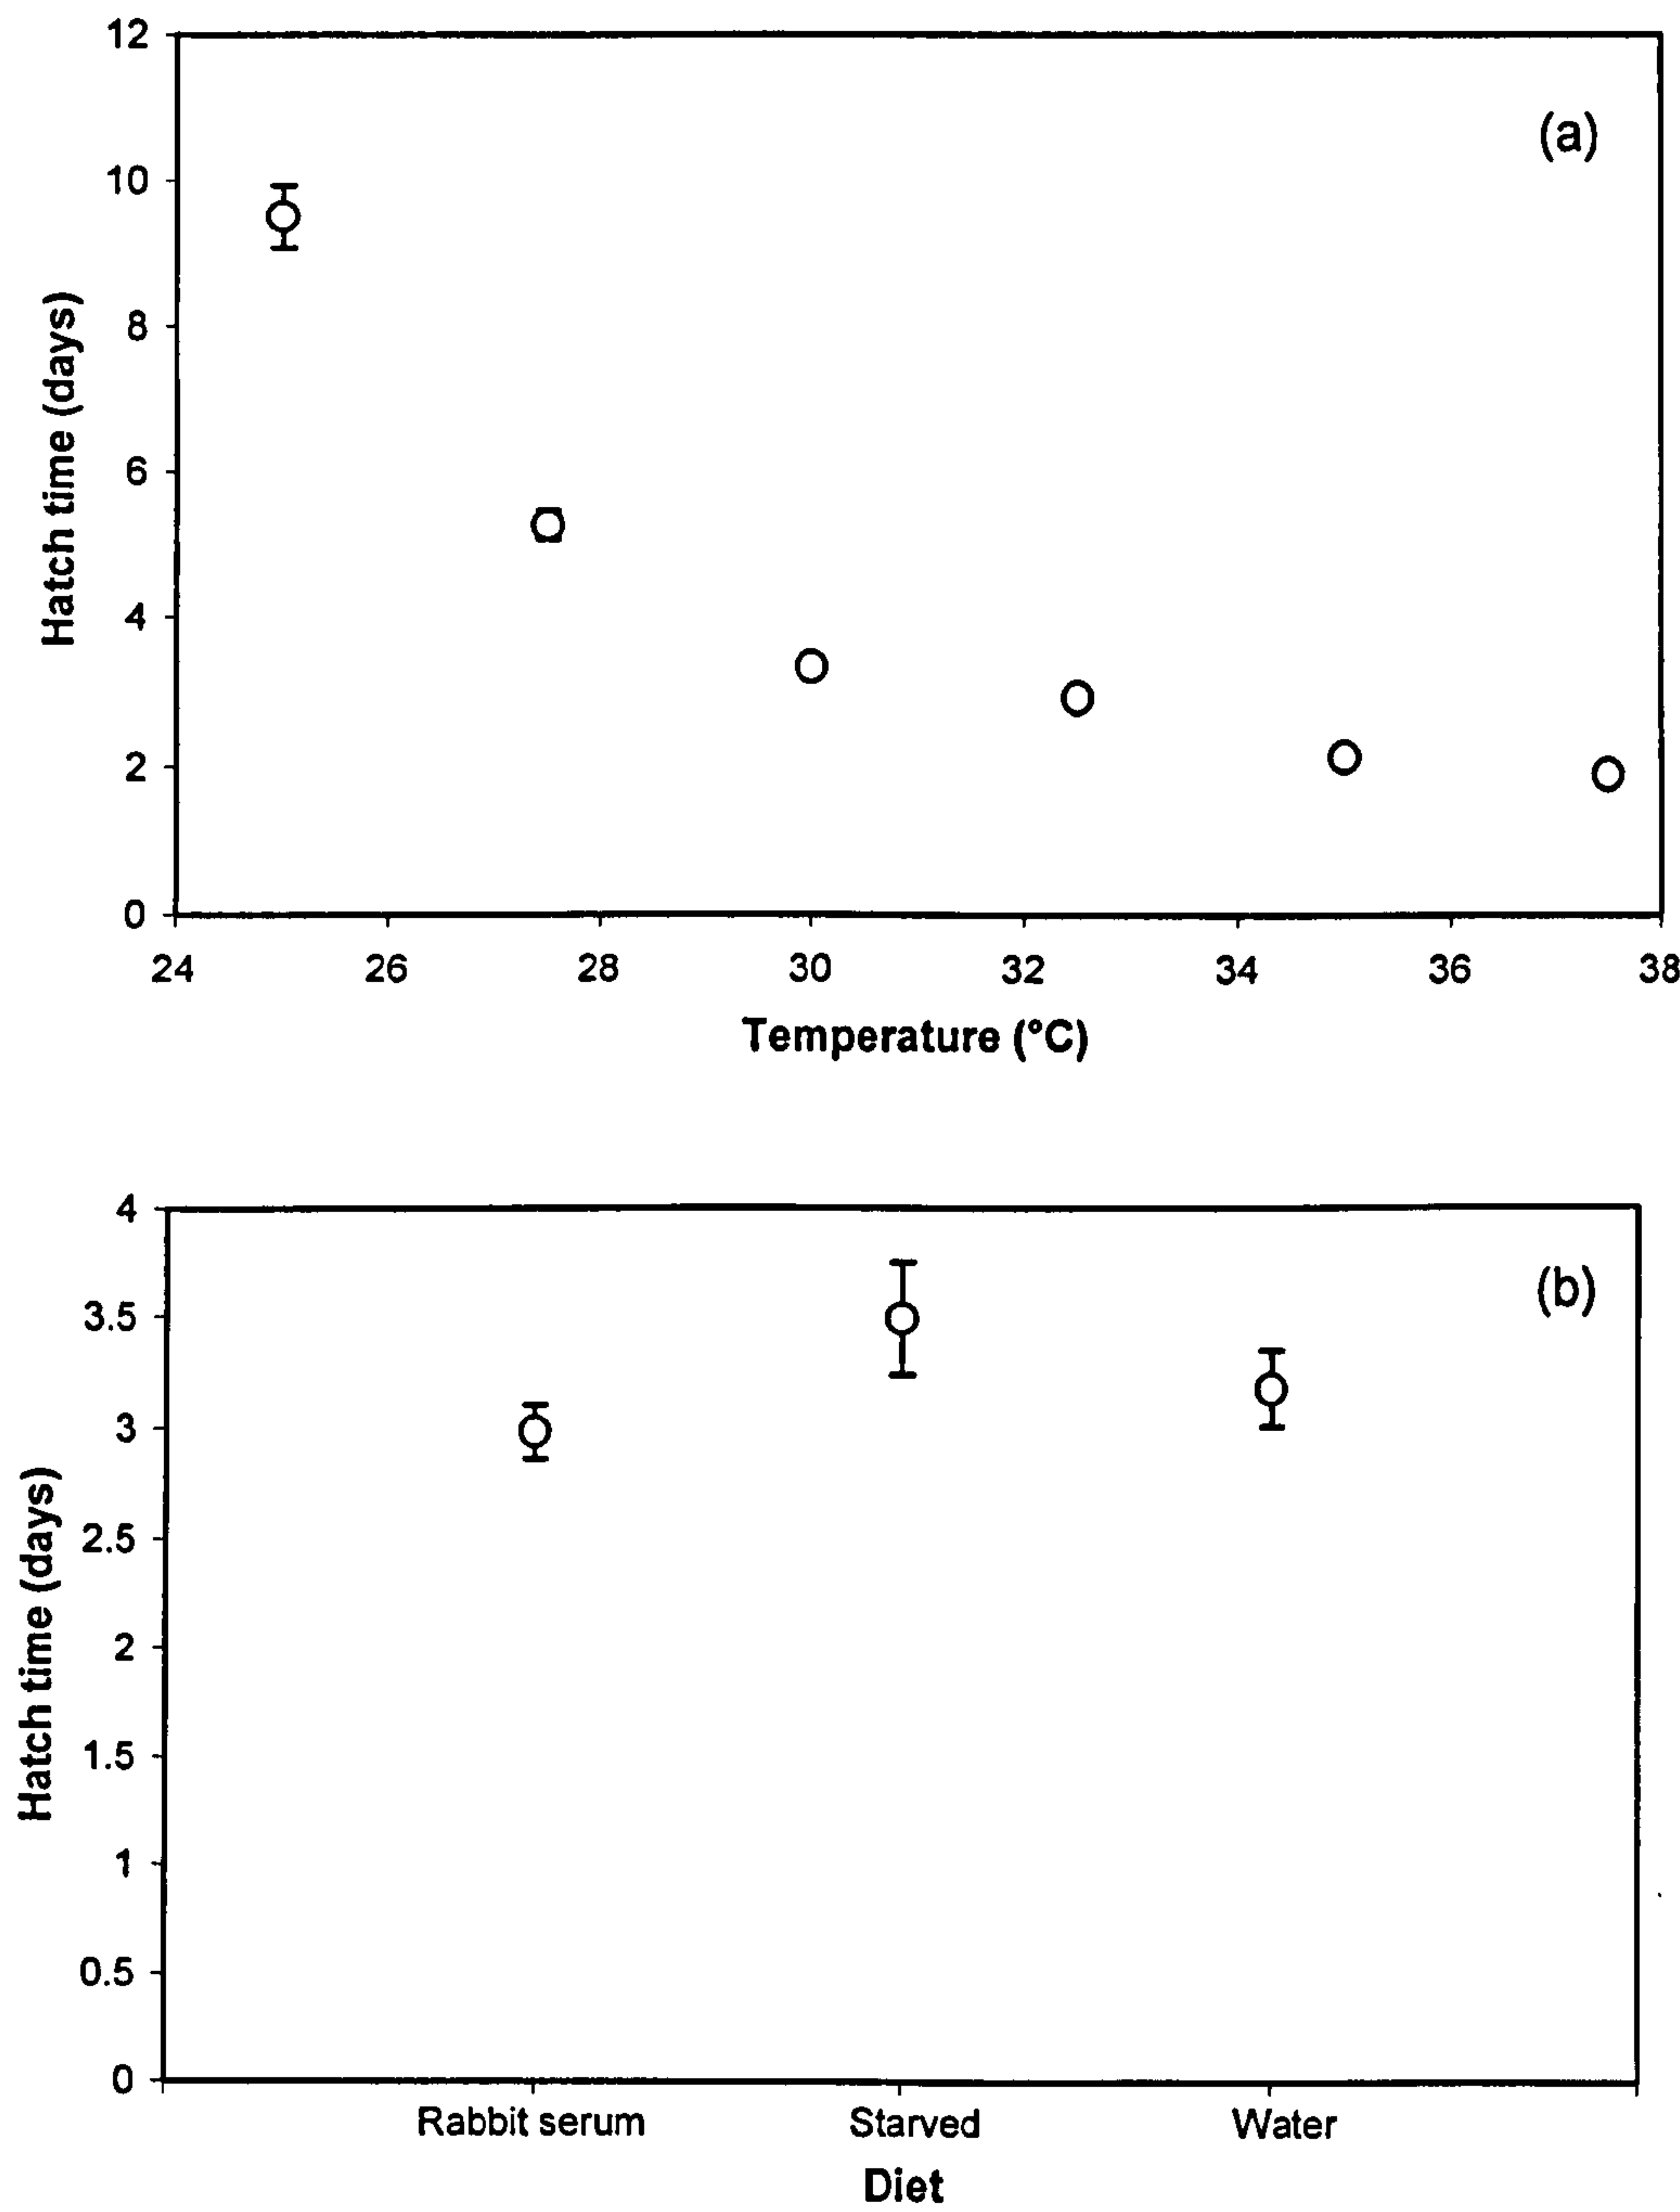 12
(a)
10
8
6
4
2
0
Hatch time (days)
24 26 28 30 32 34 36 38
Temperature (°C)
4
(b)
3.5
3
2.5
2
1.5
1
0.5
0
Hatch time (days)
Rabbit serum Starved Water
Diet